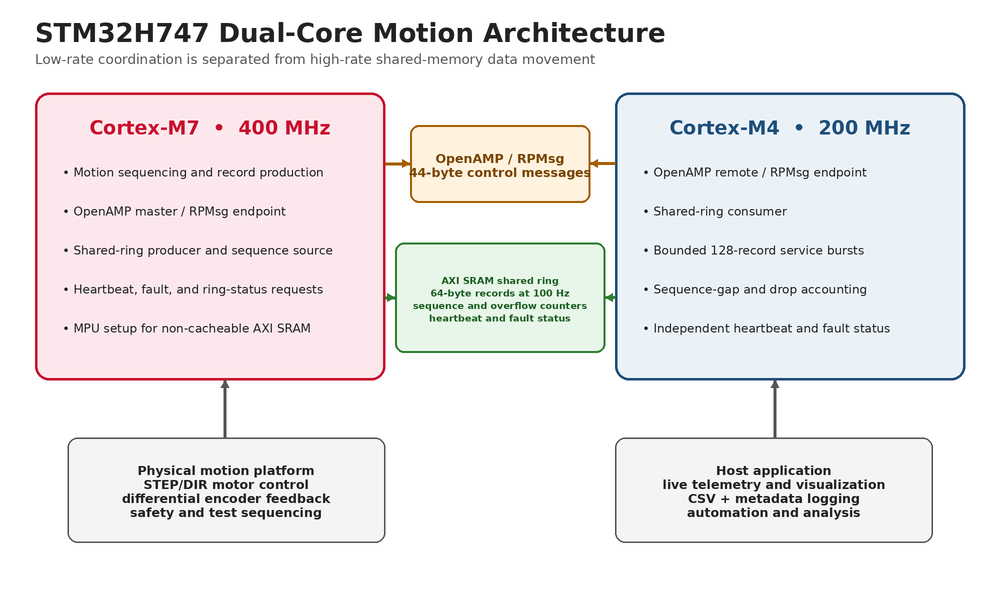 STM32H747 Dual-Core Motion Architecture
Low-rate coordination is separated from high-rate shared-memory data movement
Cortex-M7 • 400 MHz
• Motion sequencing and record production
• OpenAMP master / RPMsg endpoint
• Shared-ring producer and sequence source
• Heartbeat, fault, and ring-status requests
• MPU setup for non-cacheable AXI SRAM
OpenAMP / RPMsg
44-byte control messages
AXI SRAM shared ring
64-byte records at 100 Hz
sequence and overflow counters
heartbeat and fault status
Cortex-M4 • 200 MHz
• OpenAMP remote / RPMsg endpoint
• Shared-ring consumer
• Bounded 128-record service bursts
• Sequence-gap and drop accounting
• Independent heartbeat and fault status
Physical motion platform
STEP/DIR motor control
differential encoder feedback
safety and test sequencing
Host application
live telemetry and visualization
CSV + metadata logging
automation and analysis